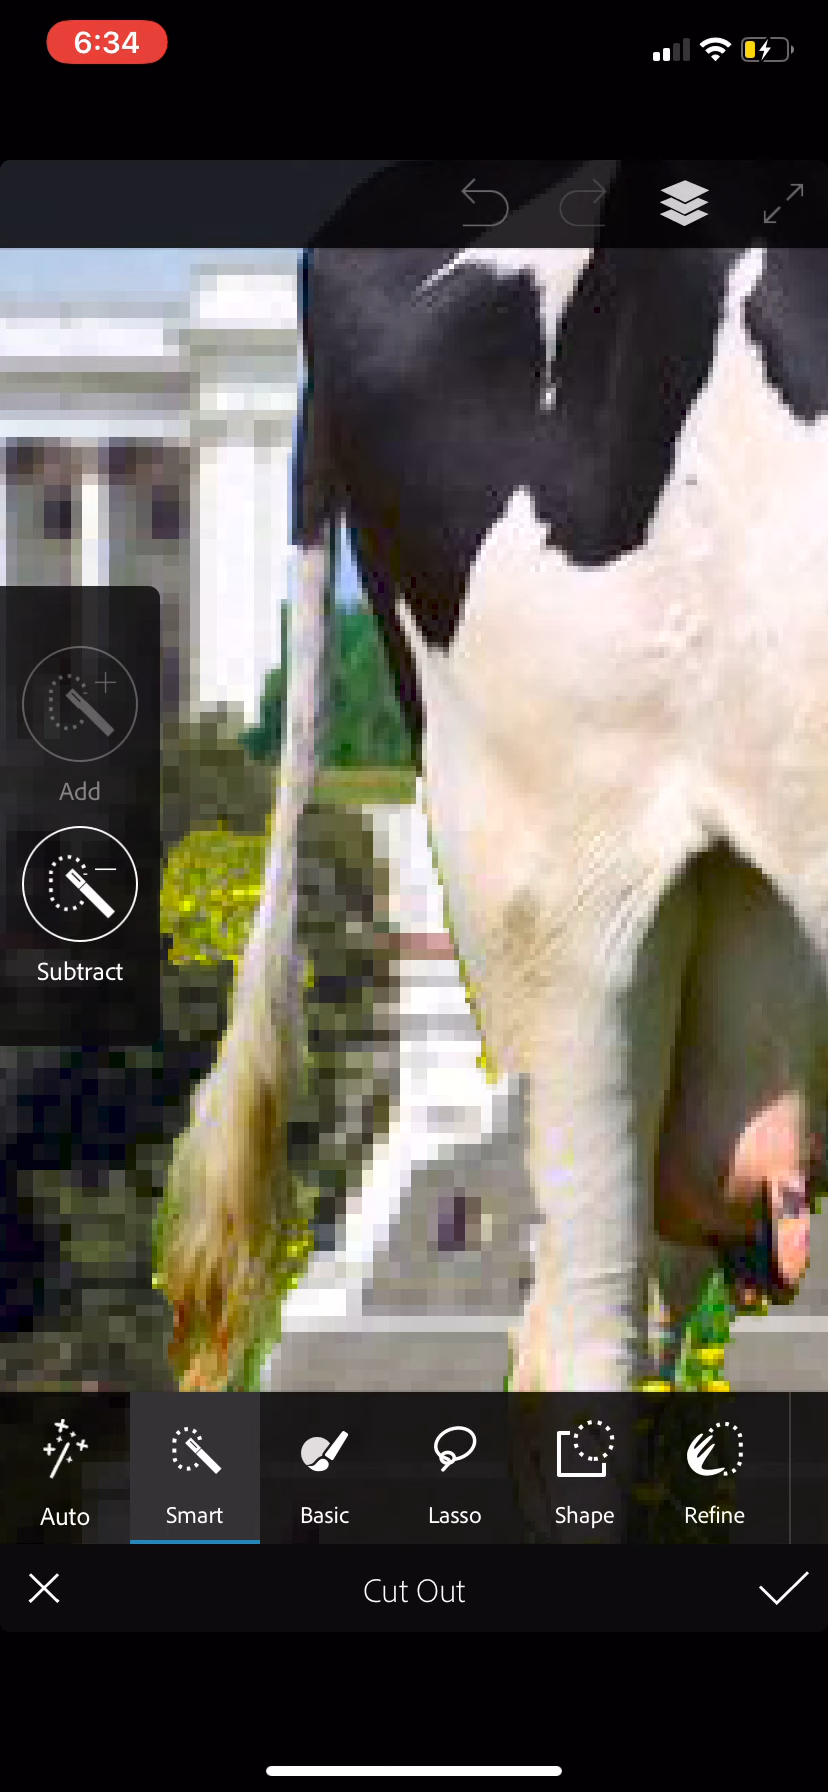 6:34
Add
Subtract
Auto
Smart
Basic
Lasso
Shape
Refine
Cut Out